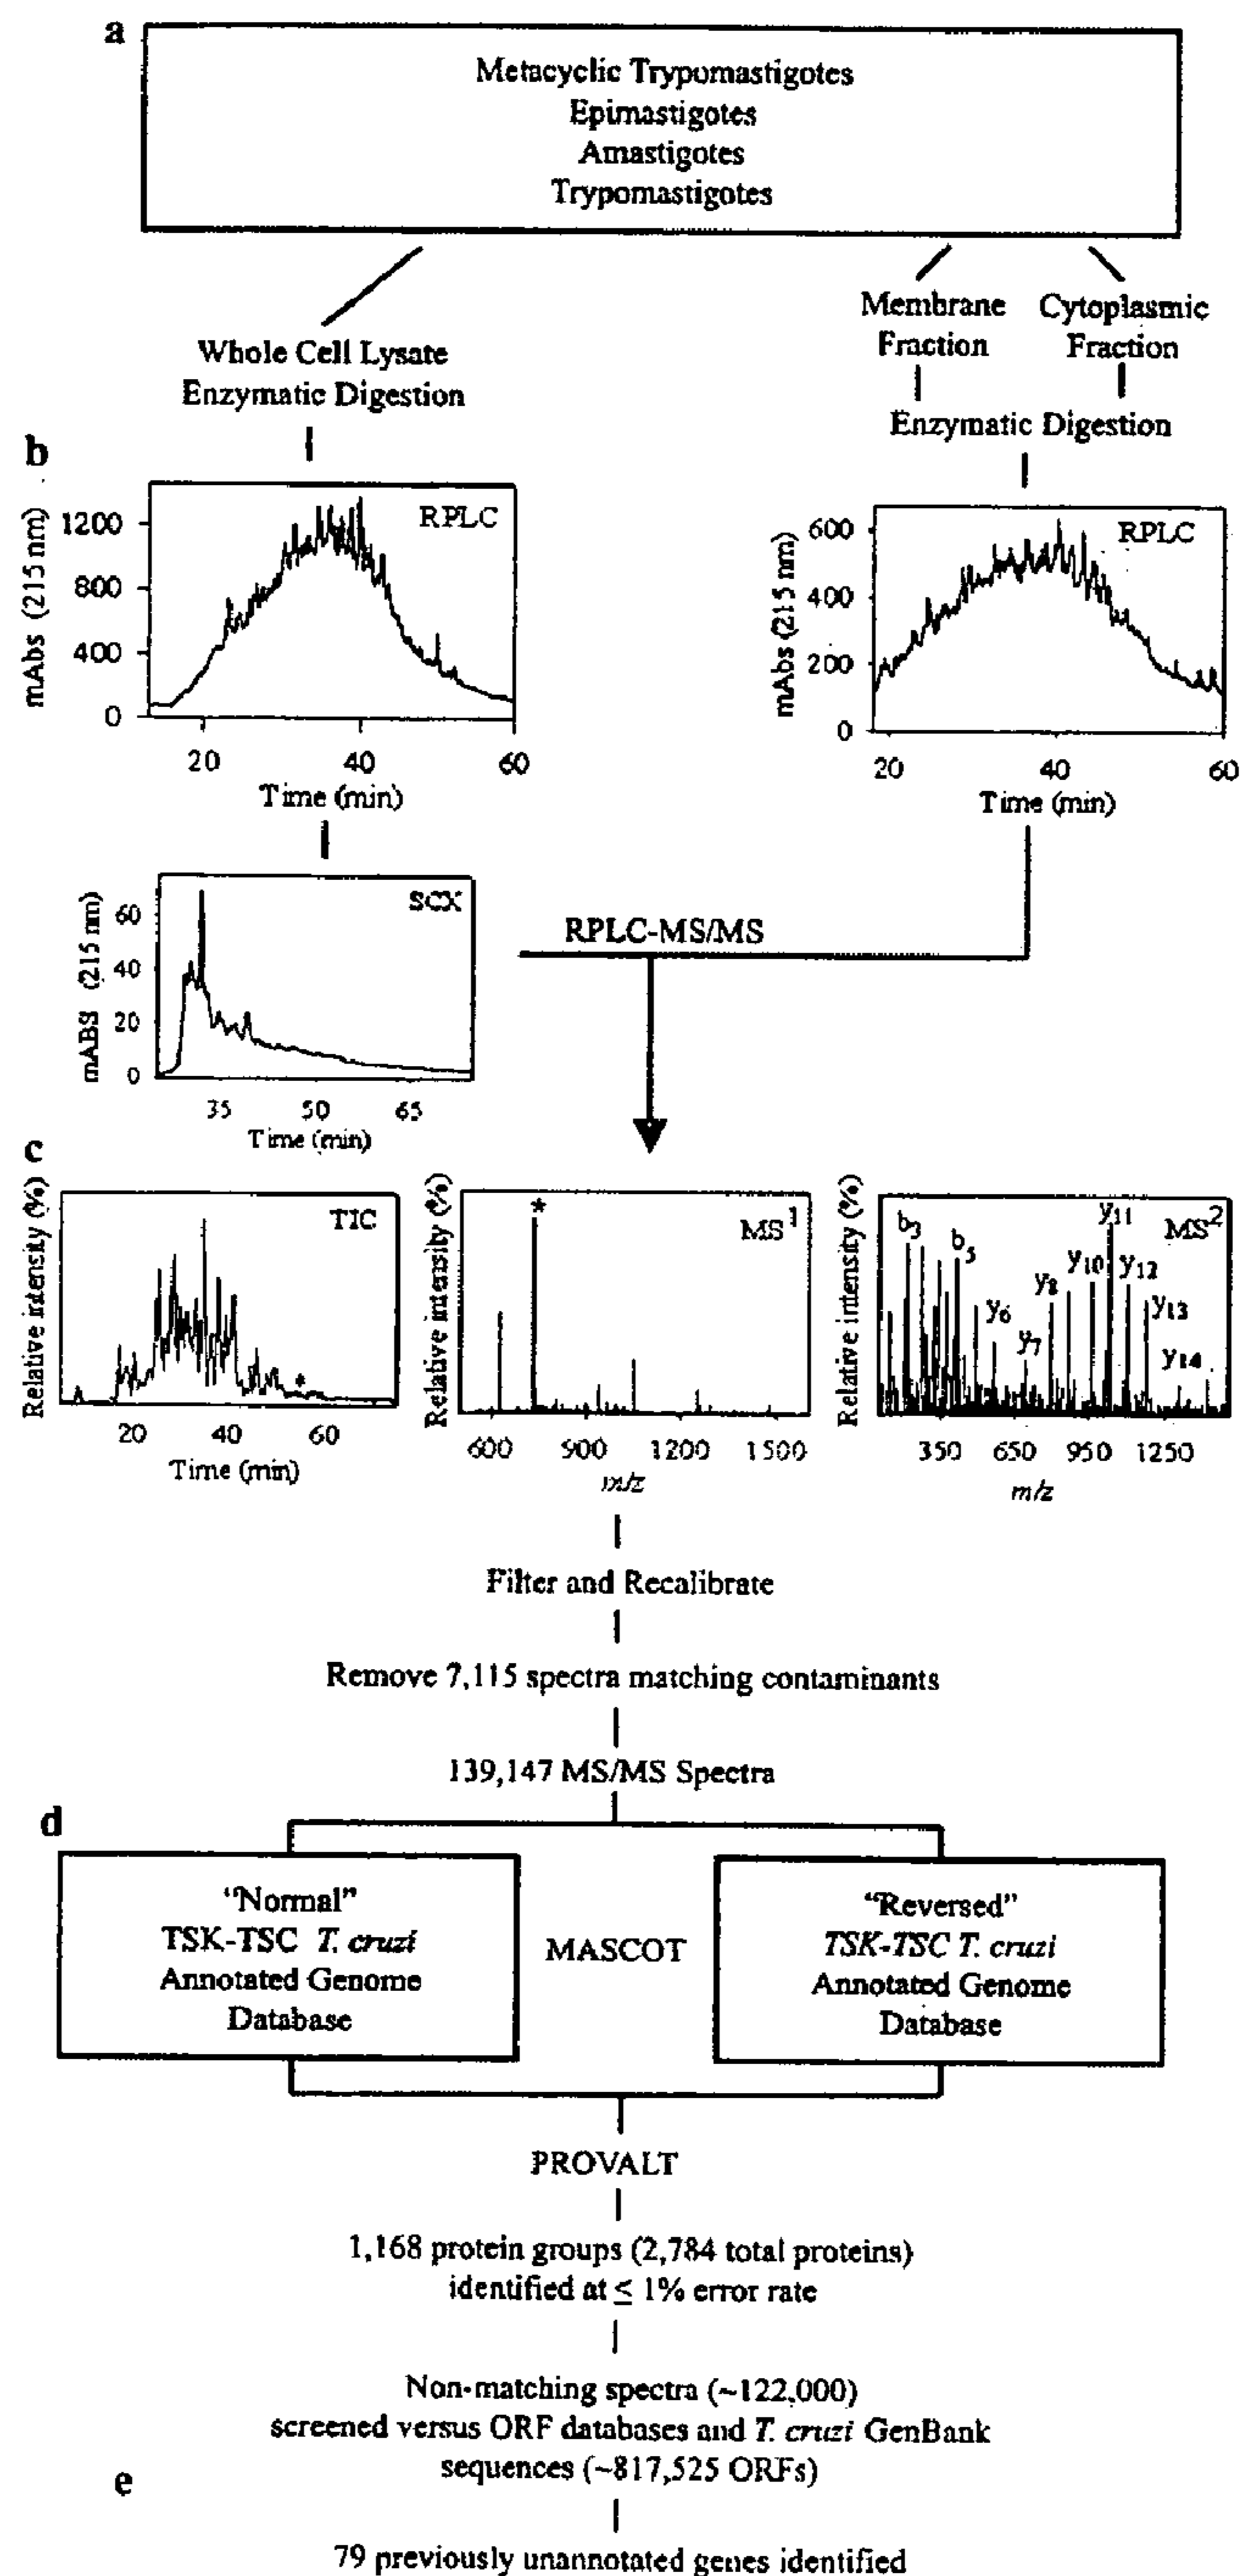 a
Metacyclic Trypomastigotes
Epimastigotes
Amastigotes
Trypomastigotes
Whole Cell Lysate
Enzymatic Digestion
Membrane
Fraction
Cytoplasmic
Fraction
Enzymatic Digestion
b
mAbs (215 nm)
1200
800
400
0
RPLC
20 40 60
Time (min)
mAbs (215 nm)
600
400
200
0
RPLC
20 40 60
Time (min)
mABS (215 nm)
60
40
20
0
SCX
35 50 65
Time (min)
RPLC-MS/MS
c
Relative intensity (%)
TIC
*
20 40 60
Time (min)
Relative intensity (%)
*
MS¹
600 900 1200 1500
m/z
Relative intensity (%)
MS²
b₃ b₅ y₆ y₇ y₈ y₁₀ y₁₁ y₁₂ y₁₃ y₁₄
350 650 950 1250
m/z
Filter and Recalibrate
Remove 7,115 spectra matching contaminants
139,147 MS/MS Spectra
d
"Normal"
TSK-TSC T. cruzi
Annotated Genome
Database
MASCOT
"Reversed"
TSK-TSC T. cruzi
Annotated Genome
Database
PROVALT
1,168 protein groups (2,784 total proteins)
identified at ≤ 1% error rate
Non-matching spectra (~122,000)
screened versus ORF databases and T. cruzi GenBank
sequences (~817,525 ORFs)
e
79 previously unannotated genes identified